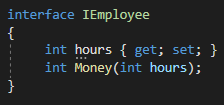 interface IEmployee
{
int hours { get; set; }
int Money(int hours);
}